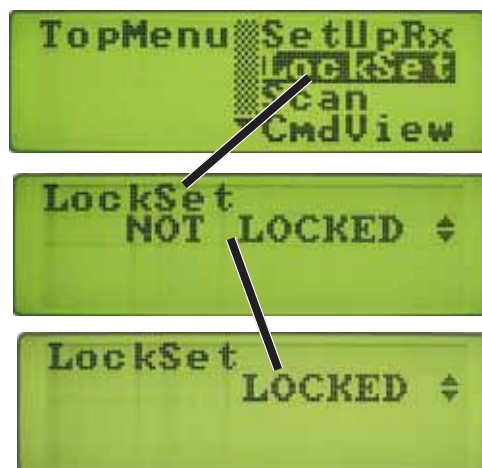 TopMenu SetUpRx
LockSet
Scan
CmdView
LockSet
NOT LOCKED
LockSet
LOCKED